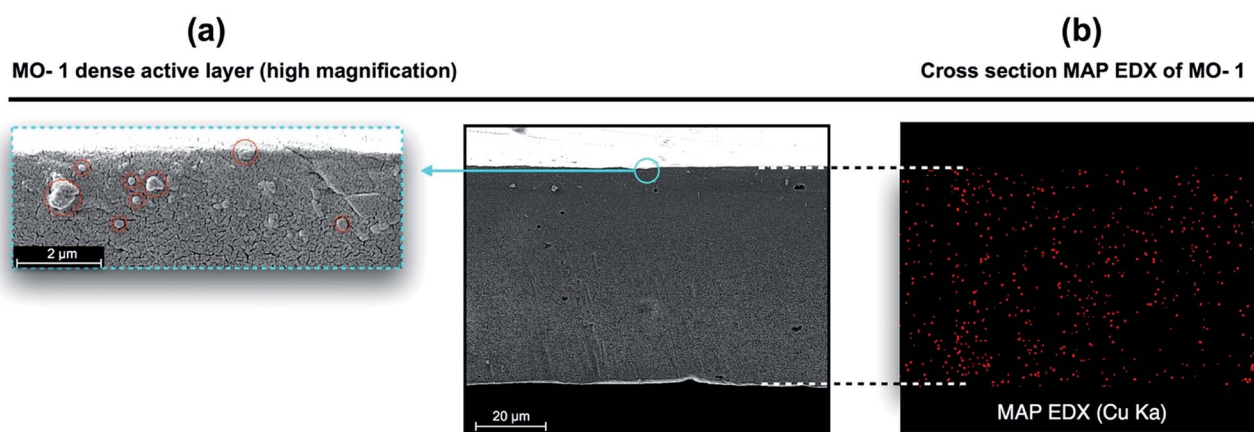 (a)
MO- 1 dense active layer (high magnification)
(b)
Cross section MAP EDX of MO- 1
2 µm
20 µm
MAP EDX (Cu Ka)